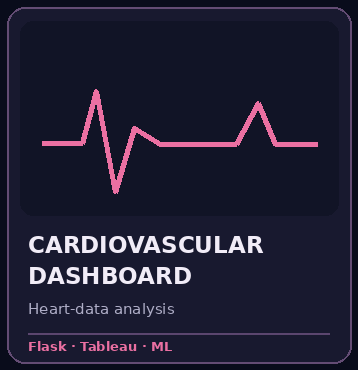 CARDIOVASCULAR
DASHBOARD
Heart-data analysis
Flask · Tableau · ML